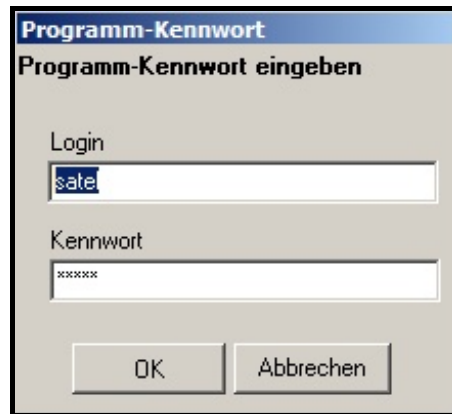 Programm-Kennwort
Programm-Kennwort eingeben
Login
satel
Kennwort
*****
OK
Abbrechen